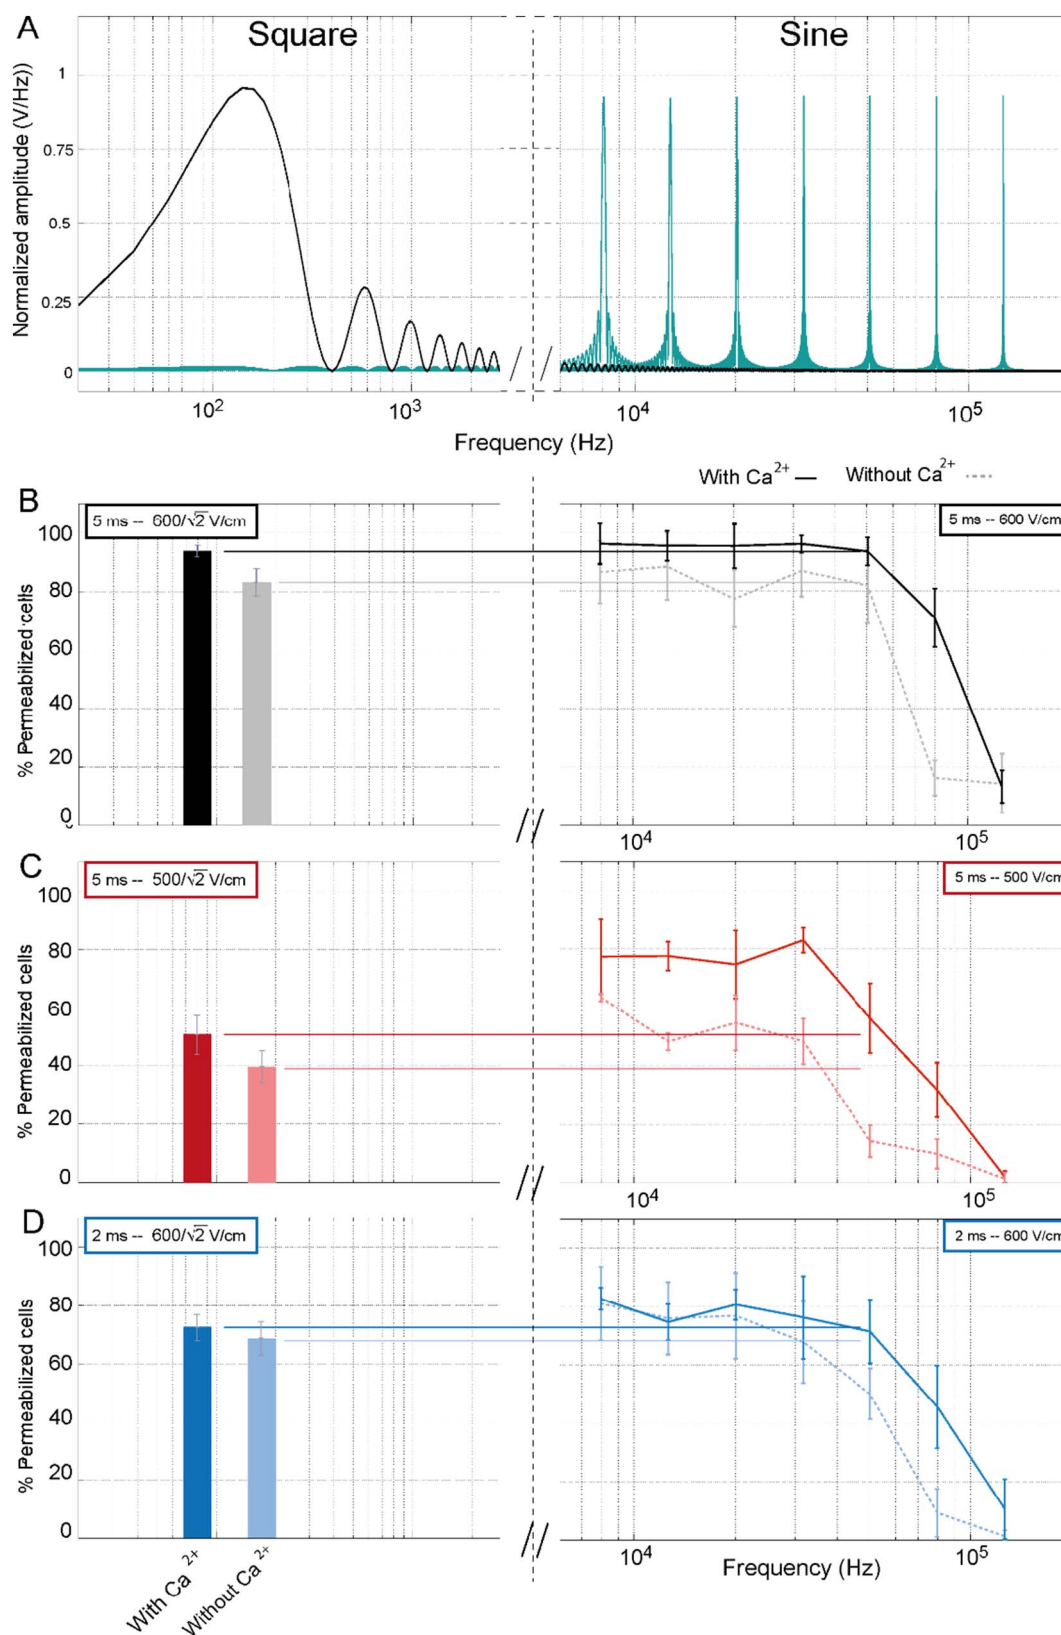 A
Square
Sine
Normalized amplitude (V/Hz))
1
0.75
0.5
0.25
0
10²
10³
10⁴
10⁵
Frequency (Hz)
With Ca²⁺
Without Ca²⁺
B
5 ms -- 600/√2 V/cm
5 ms -- 600 V/cm
% Permeabilized cells
100
80
60
40
20
0
10⁴
10⁵
C
5 ms -- 500/√2 V/cm
5 ms -- 500 V/cm
% Permeabilized cells
100
80
60
40
20
0
10⁴
10⁵
D
2 ms -- 600/√2 V/cm
2 ms -- 600 V/cm
% Permeabilized cells
100
80
60
40
20
0
10⁴
10⁵
Frequency (Hz)
With Ca²⁺
Without Ca²⁺